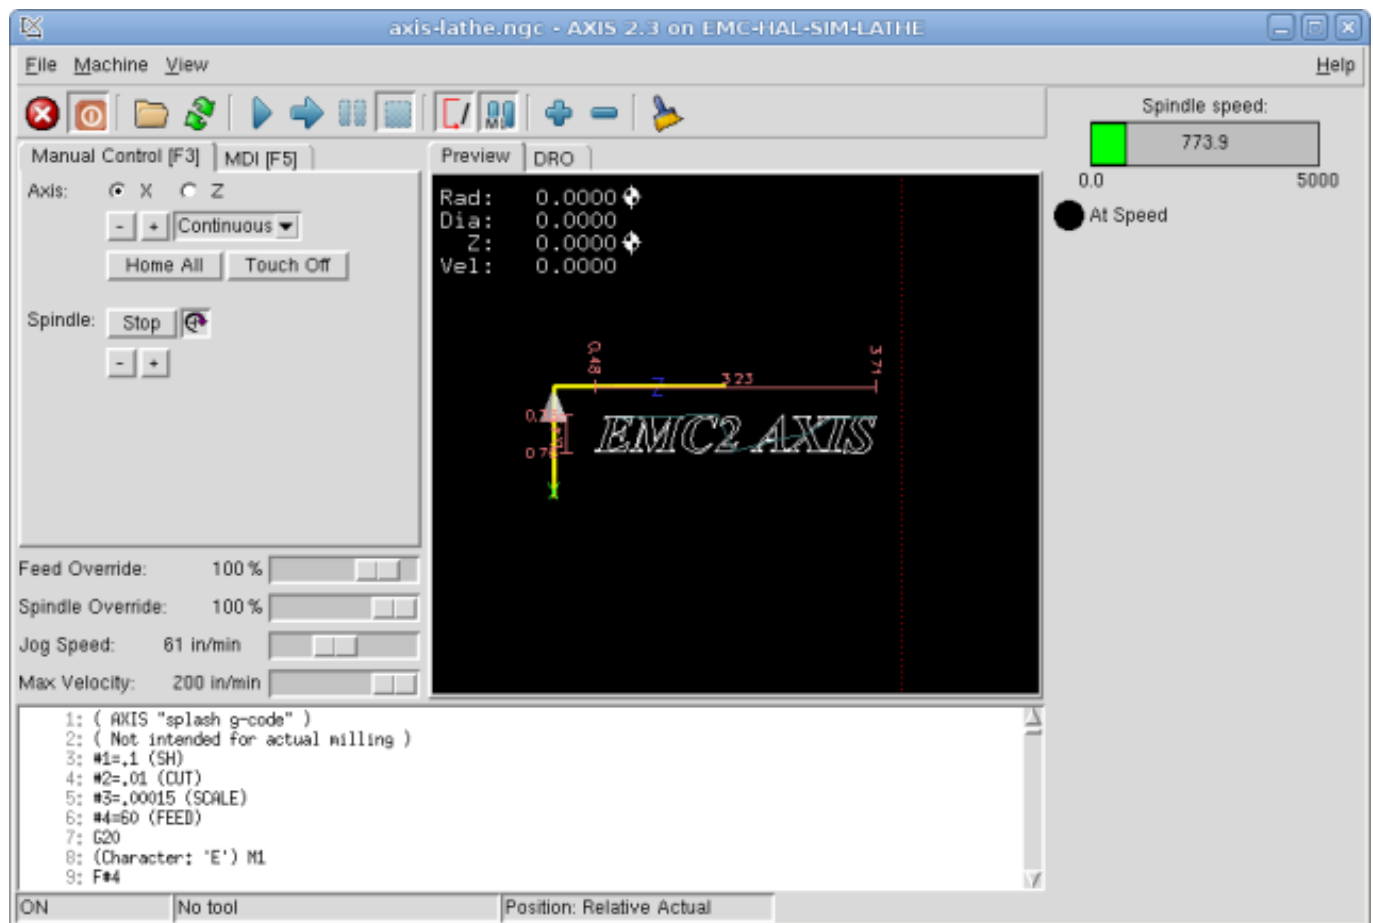 axis-lathe.ngc - AXIS 2.3 on EMC-HAL-SIM-LATHE
File Machine View Help
Manual Control [F3] MDI [F5]
Axis: X Z
- + Continuous
Home All Touch Off
Spindle: Stop
- +
Feed Override: 100 %
Spindle Override: 100 %
Jog Speed: 61 in/min
Max Velocity: 200 in/min
Preview DRO
Rad: 0.0000
Dia: 0.0000
Z: 0.0000
Vel: 0.0000
0.48 3.23 3.71
Z
EMC2 AXIS
X
Spindle speed:
773.9
0.0 5000
At Speed
1: ( AXIS "splash g-code" )
2: ( Not intended for actual milling )
3: #1=.1 (SH)
4: #2=.01 (CUT)
5: #3=.00015 (SCALE)
6: #4=60 (FEED)
7: G20
8: (Character: 'E') M1
9: F#4
ON No tool Position: Relative Actual